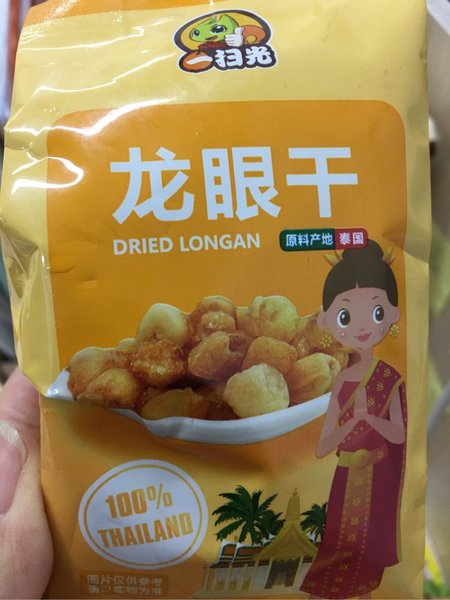 一扫光
龙眼干
DRIED LONGAN
原料产地 泰国
100%
THAILAND
图片仅供参考
请以实物为准